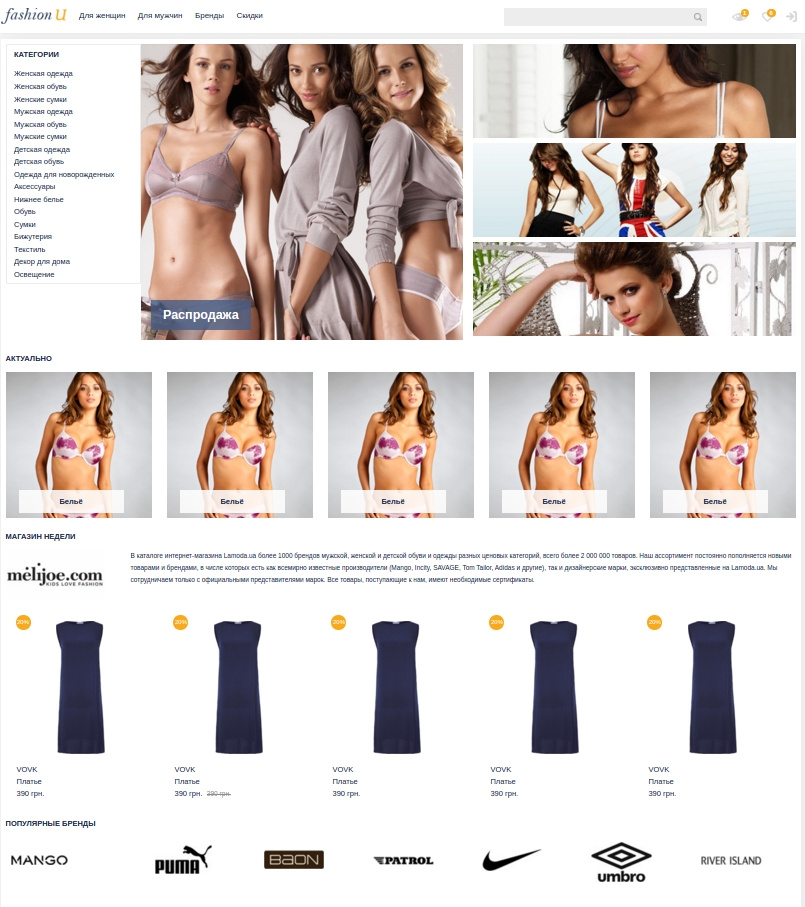 fashion U
Для женщин Для мужчин Бренды Скидки
1
6
КАТЕГОРИИ
Женская одежда
Женская обувь
Женские сумки
Мужская одежда
Мужская обувь
Мужские сумки
Детская одежда
Детская обувь
Одежда для новорожденных
Аксессуары
Нижнее белье
Обувь
Сумки
Бижутерия
Текстиль
Декор для дома
Освещение
Распродажа
АКТУАЛЬНО
Бельё Бельё Бельё Бельё Бельё
МАГАЗИН НЕДЕЛИ
mélijoe.com
KIDS LOVE FASHION
В каталоге интернет-магазина Lamoda.ua более 1000 брендов мужской, женской и детской обуви и одежды разных ценовых категорий, всего более 2 000 000 товаров. Наш ассортимент постоянно пополняется новыми
товарами и брендами, в числе которых есть как всемирно известные производители (Mango, Incity, SAVAGE, Tom Tailor, Adidas и другие), так и дизайнерские марки, эксклюзивно представленные на Lamoda.ua. Мы
сотрудничаем только с официальными представителями марок. Все товары, поступающие к нам, имеют необходимые сертификаты.
20% 20% 20% 20% 20%
VOVK VOVK VOVK VOVK VOVK
Платье Платье Платье Платье Платье
390 грн. 390 грн. 390 грн. 390 грн. 390 грн. 390 грн.
ПОПУЛЯРНЫЕ БРЕНДЫ
MANGO PUMA BAON PATROL umbro RIVER ISLAND